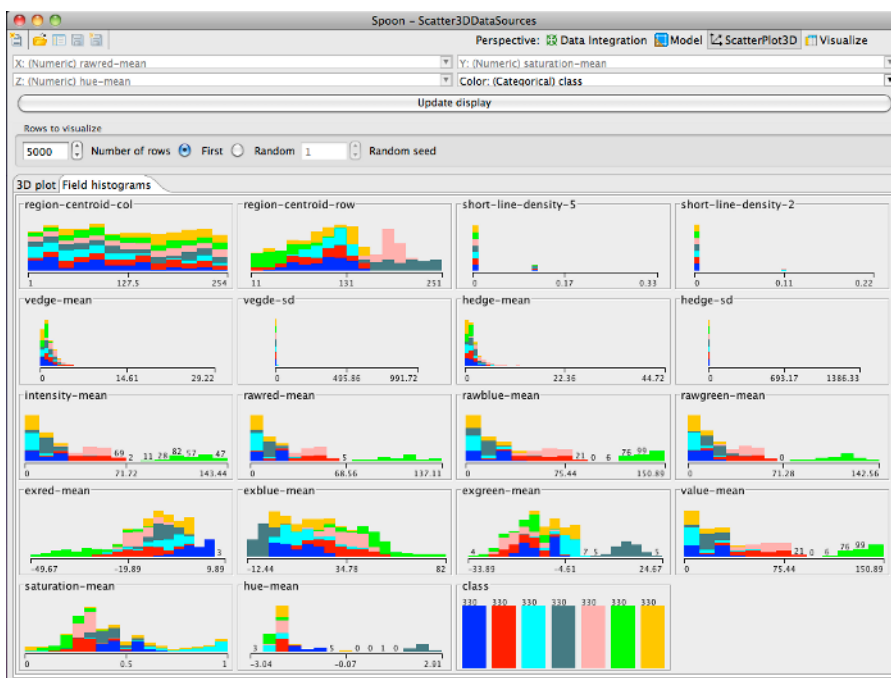 Spoon – Scatter3DDataSources
Perspective: Data Integration Model ScatterPlot3D Visualize
X: (Numeric) rawred-mean Y: (Numeric) saturation-mean
Z: (Numeric) hue-mean Color: (Categorical) class
Update display
Rows to visualize
5000 Number of rows First Random 1 Random seed
3D plot Field histograms
region-centroid-col region-centroid-row short-line-density-5 short-line-density-2
1 127.5 254 11 131 251 0 0.17 0.33 0 0.11 0.22
vedge-mean vegde-sd hedge-mean hedge-sd
0 14.61 29.22 0 495.86 991.72 0 22.36 44.72 0 693.17 1386.33
intensity-mean rawred-mean rawblue-mean rawgreen-mean
69 2 11 28 82 57 47 5 21 0 6 76 99 0
0 71.72 143.44 0 68.56 137.11 0 75.44 150.89 0 71.28 142.56
exred-mean exblue-mean exgreen-mean value-mean
3 4 7 5 5 21 0 6 76 99
-49.67 -19.89 9.89 -12.44 34.78 82 -33.89 -4.61 24.67 0 75.44 150.89
saturation-mean hue-mean class
330 330 330 330 330 330 330
3 5 0 0 1 0
0 0.5 1 -3.04 -0.07 2.91